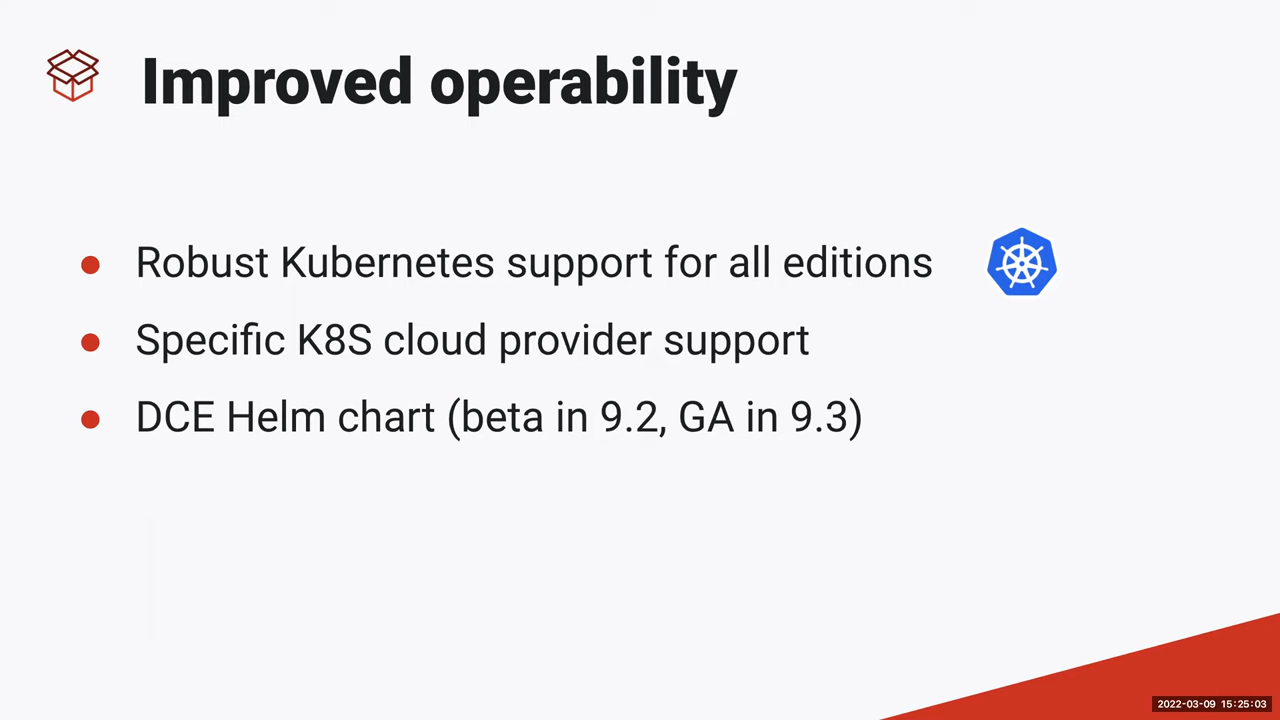 Improved operability
Robust Kubernetes support for all editions
Specific K8S cloud provider support
DCE Helm chart (beta in 9.2, GA in 9.3)
2022-03-09 15:25:03